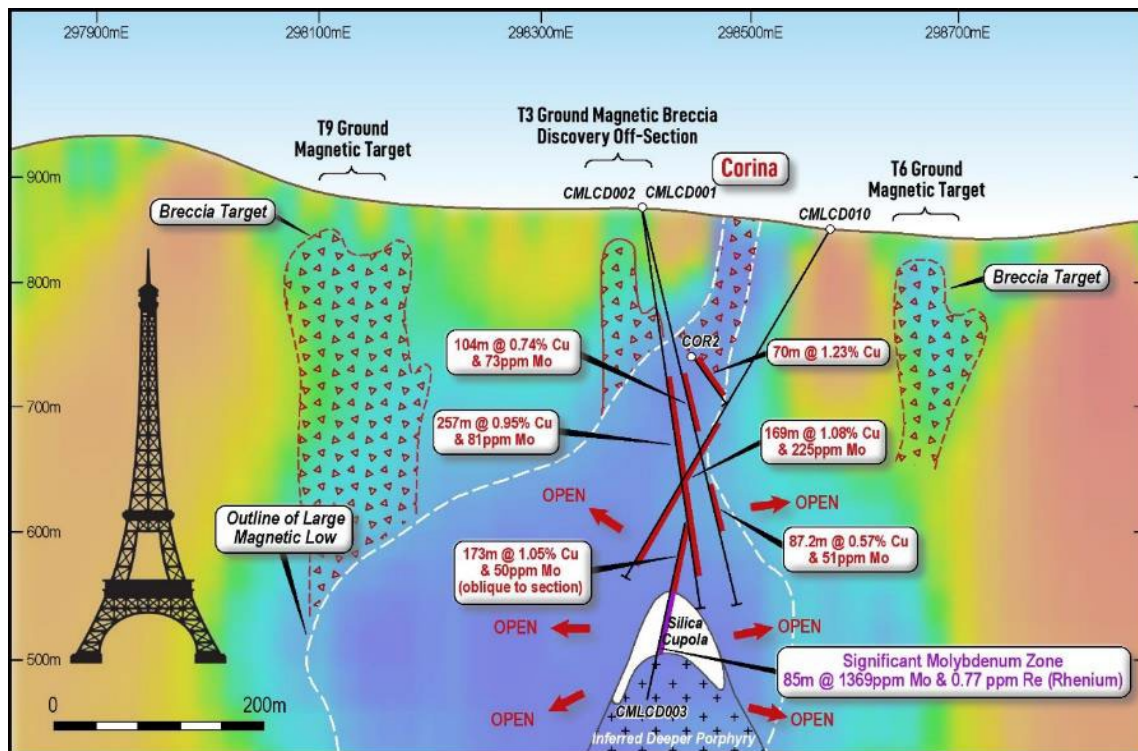 297900mE
298100mE
298300mE
298500mE
298700mE
T9 Ground
Magnetic Target
T3 Ground Magnetic Breccia
Discovery Off-Section
Corina
T6 Ground
Magnetic Target
900m
CMLCD002
CMLCD001
CMLCD010
Breccia Target
Breccia Target
800m
104m @ 0.74% Cu
& 73ppm Mo
COR2
70m @ 1.23% Cu
700m
257m @ 0.95% Cu
& 81ppm Mo
169m @ 1.08% Cu
& 225ppm Mo
OPEN
OPEN
Outline of Large
Magnetic Low
600m
173m @ 1.05% Cu
& 50ppm Mo
(oblique to section)
87.2m @ 0.57% Cu
& 51ppm Mo
OPEN
Silica
Cupola
OPEN
500m
Significant Molybdenum Zone
85m @ 1369ppm Mo & 0.77 ppm Re (Rhenium)
0
200m
OPEN
CMLCD003
OPEN
Inferred Deeper Porphyry